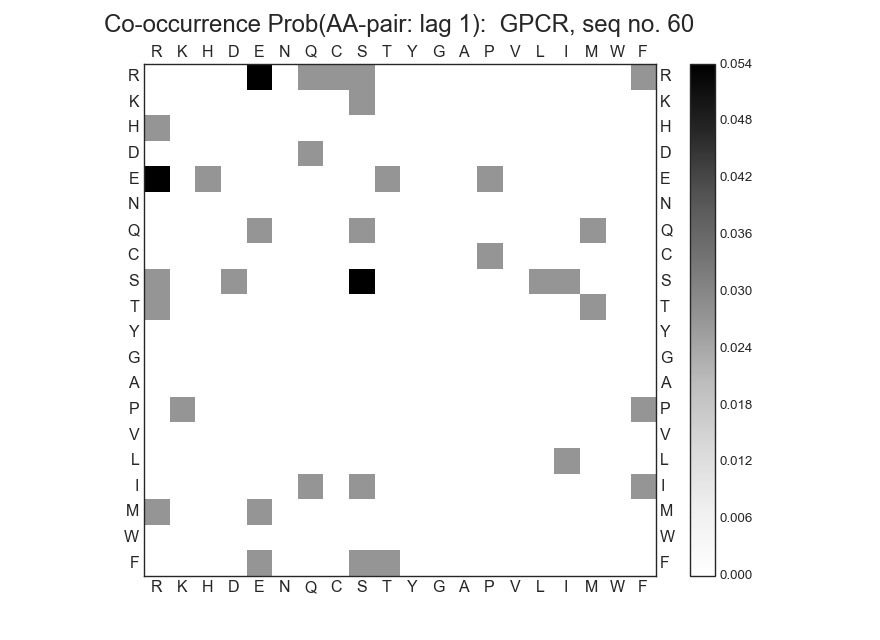 Co-occurrence Prob(AA-pair: lag 1):  GPCR, seq no. 60
R K H D E N Q C S T Y G A P V L I M W F
R R 0.054
K K
H H 0.048
D D
E E 0.042
N N
Q Q 0.036
C C
S S 0.030
T T
Y Y 0.024
G G
A A
P P 0.018
V V
L L 0.012
I I
M M 0.006
W W
F F 0.000
R K H D E N Q C S T Y G A P V L I M W F